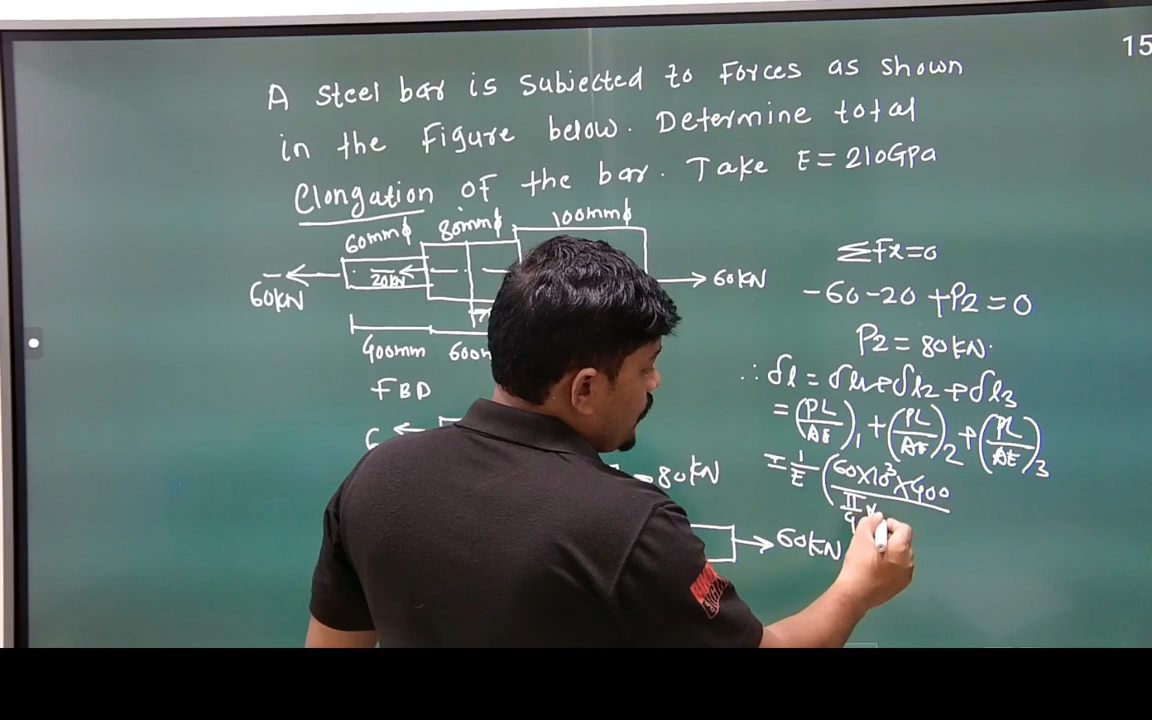 15
A steel bar is subjected to Forces as shown
in the Figure below. Determine total
Elongation of the bar. Take E = 210GPa
60mmϕ 80mmϕ 100mmϕ
60KN 20KN 60KN
400mm
FBD
80KN
60KN
ΣFx=0
-60-20 +P2 = 0
P2 = 80KN.
∴ δl = δl1+δl2+δl3
= (PL/AE)1 + (PL/AE)2 + (PL/AE)3
= 1/E (60×10³×400
π/4 ×